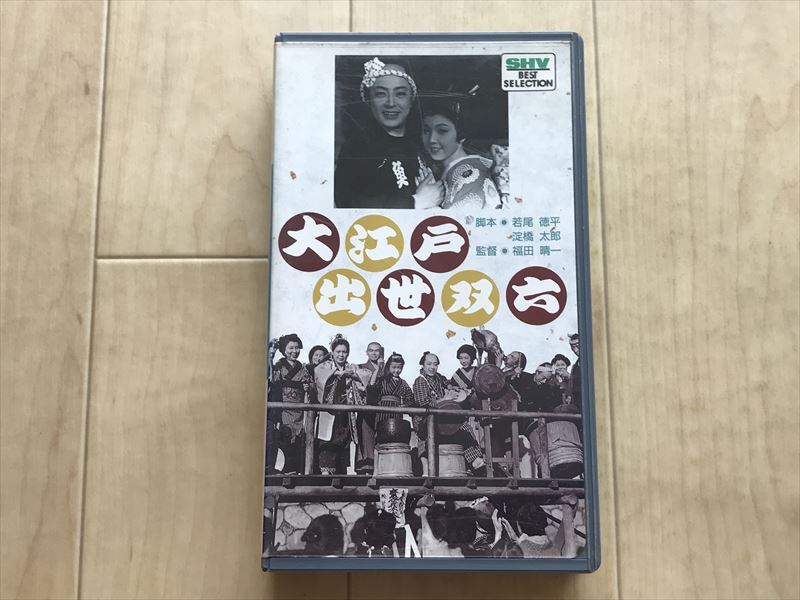 SHV
BEST
SELECTION
脚本●若尾 徳平
淀橋 太郎
監督●福田 晴一
大江戸
出世双六